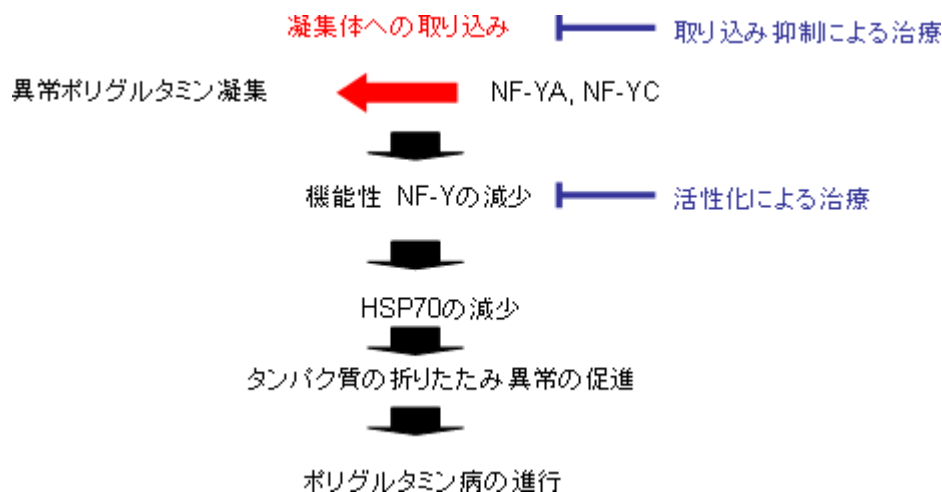 凝集体への取り込み 取り込み抑制による治療
異常ポリグルタミン凝集 NF-YA, NF-YC
機能性 NF-Yの減少 活性化による治療
HSP70の減少
タンパク質の折りたたみ異常の促進
ポリグルタミン病の進行